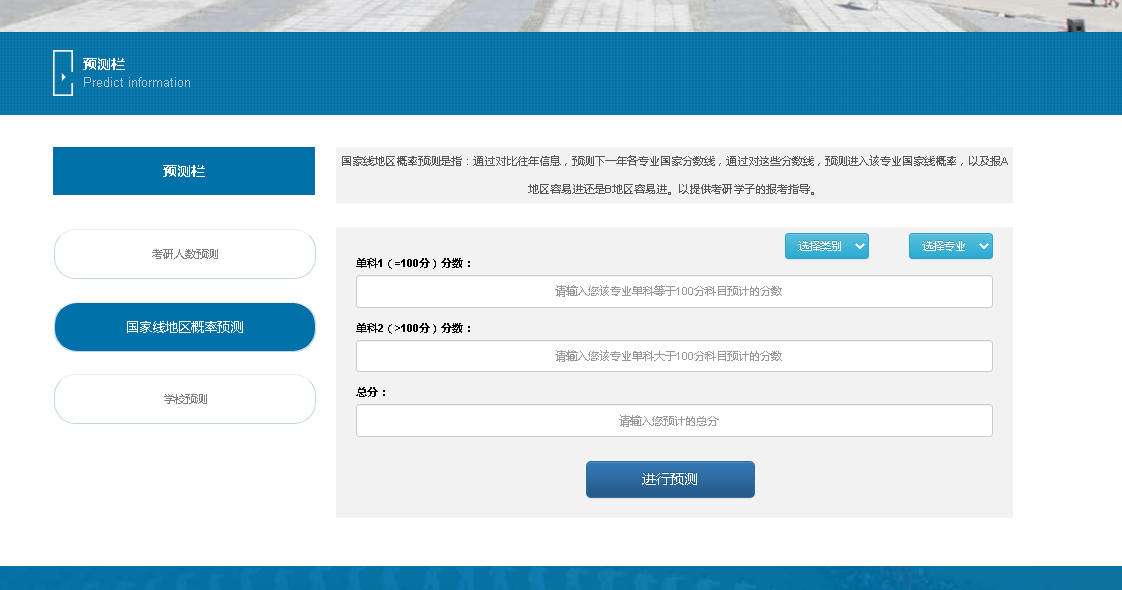 预测栏
Predict information
预测栏
考研人数预测
国家线地区概率预测
学校预测
国家线地区概率预测是指：通过对比往年信息，预测下一年各专业国家分数线，通过对这些分数线，预测进入该专业国家线概率，以及报A
地区容易进还是B地区容易进。以提供考研学子的报考指导。
选择类别
选择专业
单科1（=100分）分数：
请输入您该专业单科等于100分科目预计的分数
单科2（>100分）分数：
请输入您该专业单科大于100分科目预计的分数
总分：
请输入您预计的总分
进行预测